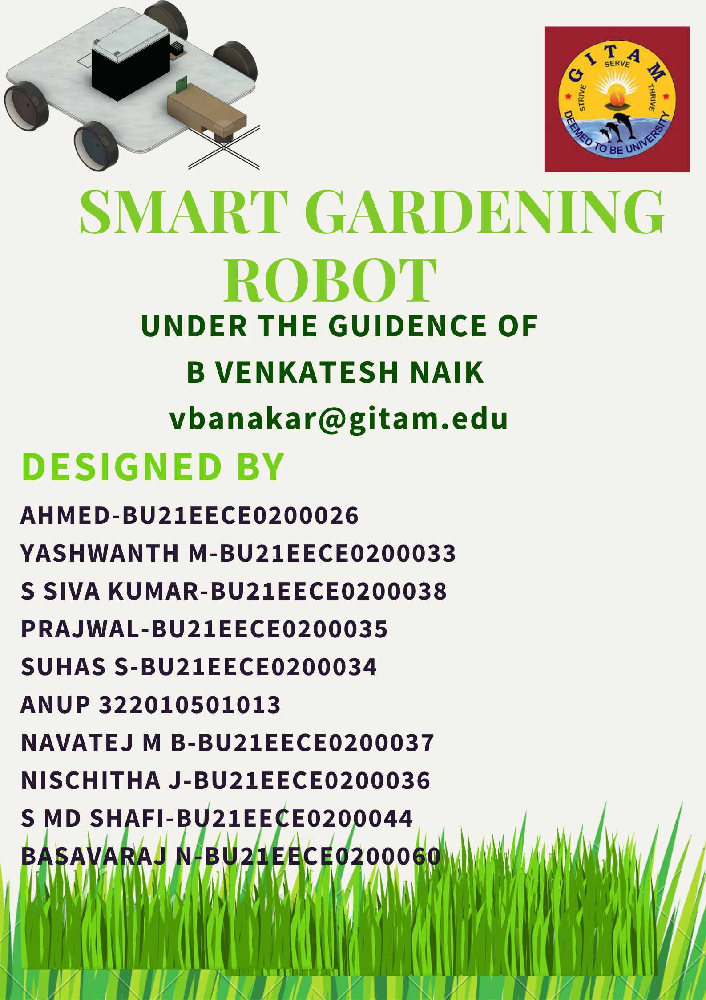 GITAM
SERVE
STRIVE
THRIVE
DEEMED TO BE UNIVERSITY
SMART GARDENING
ROBOT
UNDER THE GUIDENCE OF
B VENKATESH NAIK
vbanakar@gitam.edu
DESIGNED BY
AHMED-BU21EECE0200026
YASHWANTH M-BU21EECE0200033
S SIVA KUMAR-BU21EECE0200038
PRAJWAL-BU21EECE0200035
SUHAS S-BU21EECE0200034
ANUP 322010501013
NAVATEJ M B-BU21EECE0200037
NISCHITHA J-BU21EECE0200036
S MD SHAFI-BU21EECE0200044
BASAVARAJ N-BU21EECE0200060